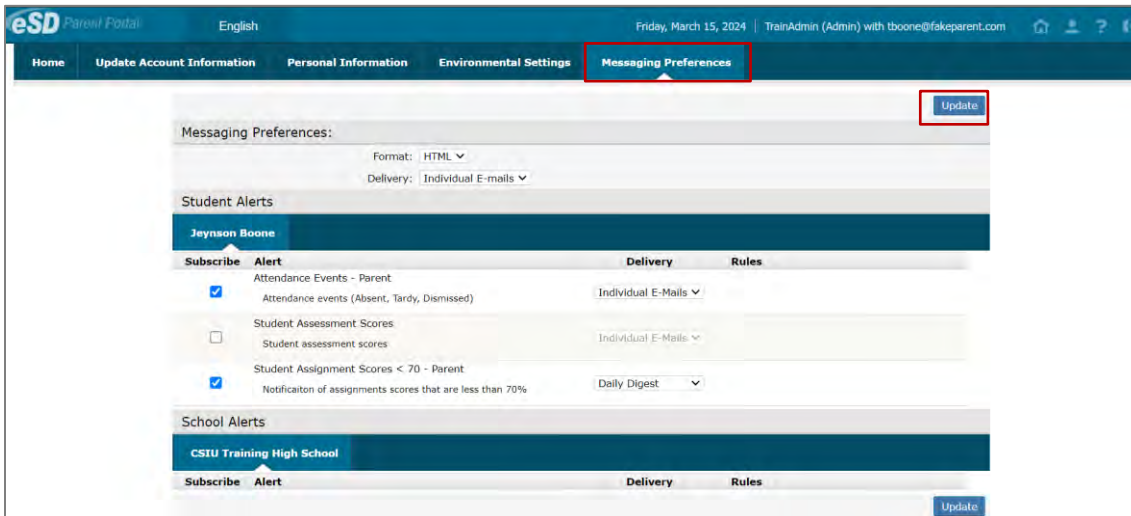 eSD Parent Portal English Friday, March 15, 2024 | TrainAdmin (Admin) with tboone@fakeparent.com ?
Home Update Account Information Personal Information Environmental Settings Messaging Preferences
Update
Messaging Preferences:
Format: HTML
Delivery: Individual E-mails
Student Alerts
Jeynson Boone
Subscribe Alert Delivery Rules
Attendance Events - Parent
Attendance events (Absent, Tardy, Dismissed) Individual E-Mails
Student Assessment Scores
Student assessment scores Individual E-Mails
Student Assignment Scores < 70 - Parent
Notificaiton of assignments scores that are less than 70% Daily Digest
School Alerts
CSIU Training High School
Subscribe Alert Delivery Rules
Update